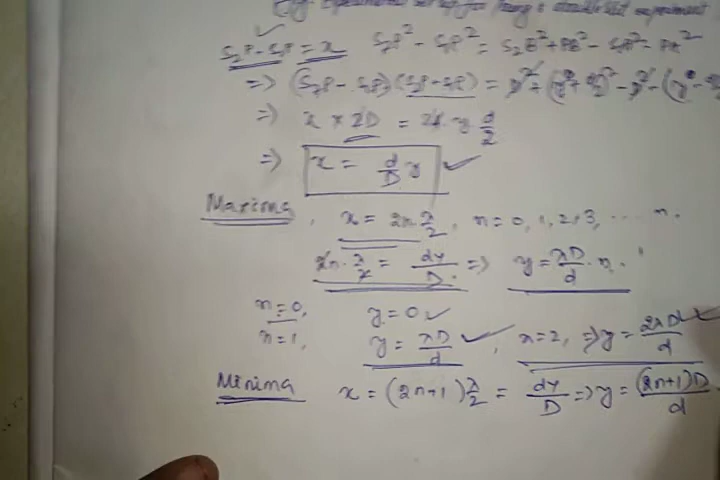 S₂P - S₁P = x S₂P² - S₁P² = S₂B² + PB² - S₁A² - PA²
=> (S₂P - S₁P)(S₂P + S₁P) =
=> x × 2D = 2·y d/2
=> x = d/D y
Maxima, x = 2n·λ/2, n = 0, 1, 2, 3, .... n.
2n·λ/2 = dy/D. => y = λD/d · n.
n=0, y = 0
n=1, y = λD/d, n=2, => y = 2λD/d
Minima x = (2n+1) λ/2 = dy/D => y = (2n+1)D/d